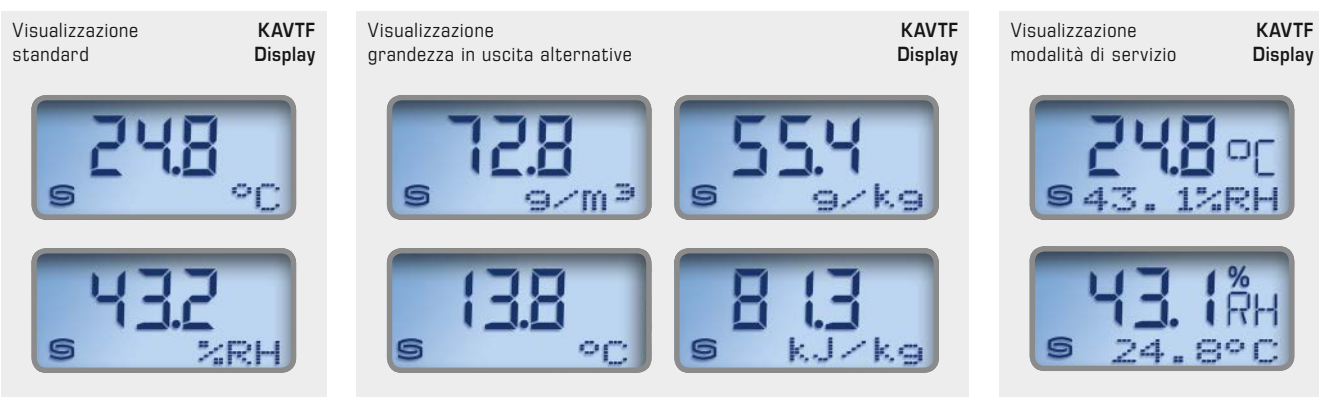 Visualizzazione
standard
KAVTF
Display
24.8
°C
43.2
%RH
Visualizzazione
grandezza in uscita alternative
KAVTF
Display
72.8
g/m³
55.4
g/kg
13.8
°C
81.3
kJ/kg
Visualizzazione
modalità di servizio
KAVTF
Display
24.8 °C
43.1%RH
43.1 % RH
24.8°C